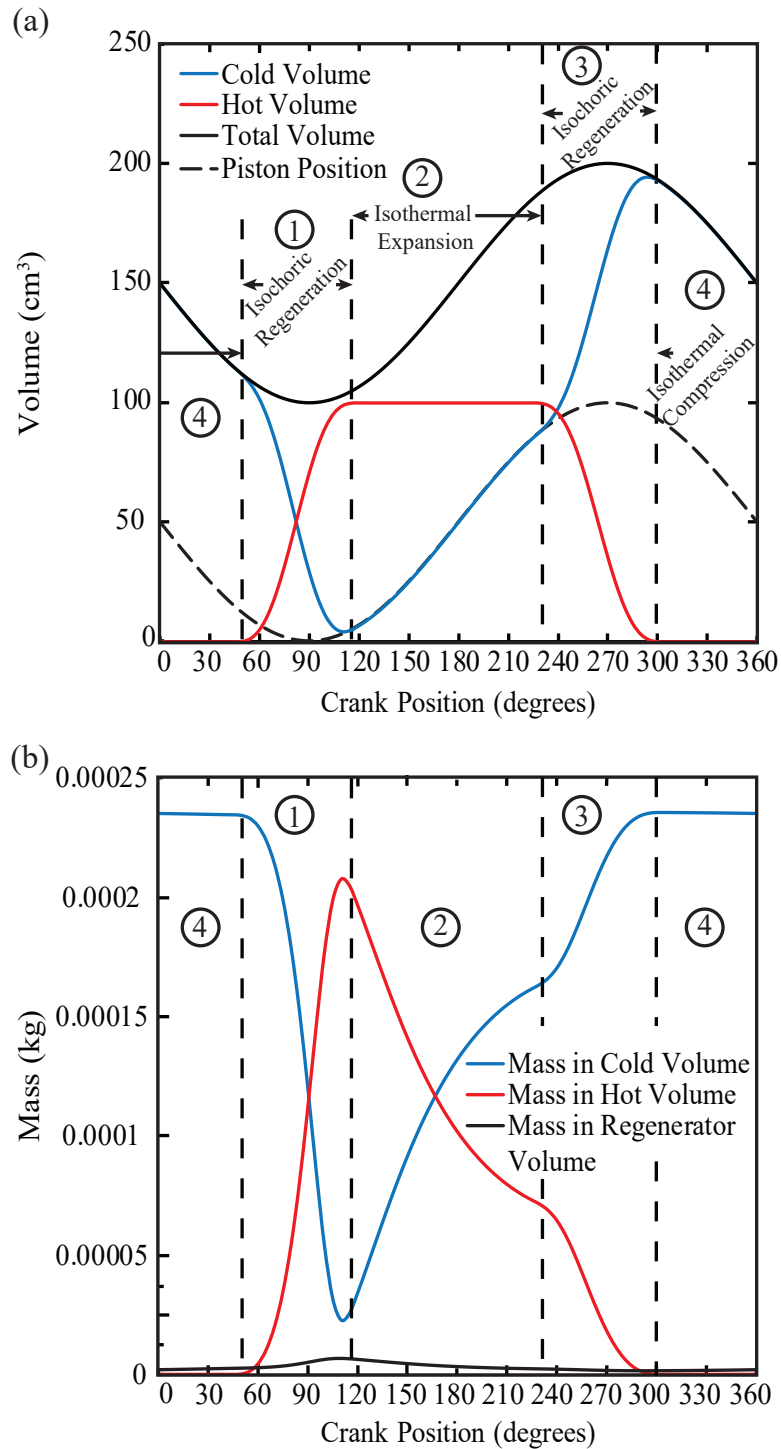 (a)
250
200
150
100
50
0
Volume (cm³)
Cold Volume
Hot Volume
Total Volume
Piston Position
①
Isochoric
Regeneration
②
Isothermal
Expansion
③
Isochoric
Regeneration
④
Isothermal
Compression
④
0 30 60 90 120 150 180 210 240 270 300 330 360
Crank Position (degrees)
(b)
0.00025
0.0002
0.00015
0.0001
0.00005
0
Mass (kg)
①
③
④
②
④
Mass in Cold Volume
Mass in Hot Volume
Mass in Regenerator
Volume
0 30 60 90 120 150 180 210 240 270 300 330 360
Crank Position (degrees)